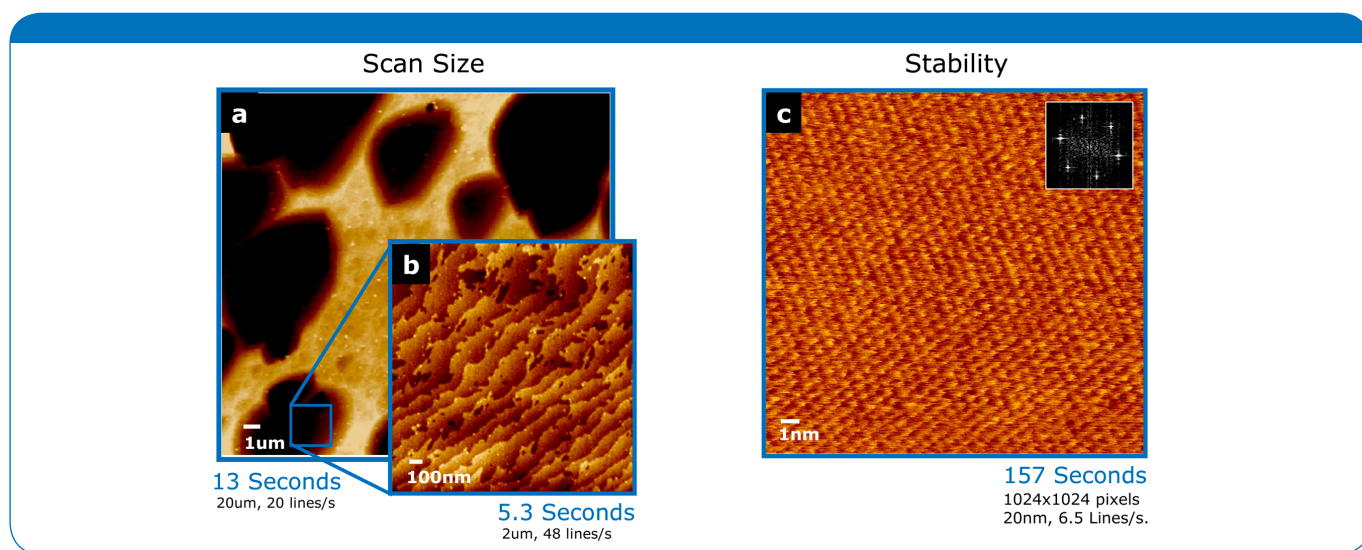 Scan Size
a
1um
13 Seconds
20um, 20 lines/s
b
100nm
5.3 Seconds
2um, 48 lines/s
Stability
c
1nm
157 Seconds
1024x1024 pixels
20nm, 6.5 Lines/s.